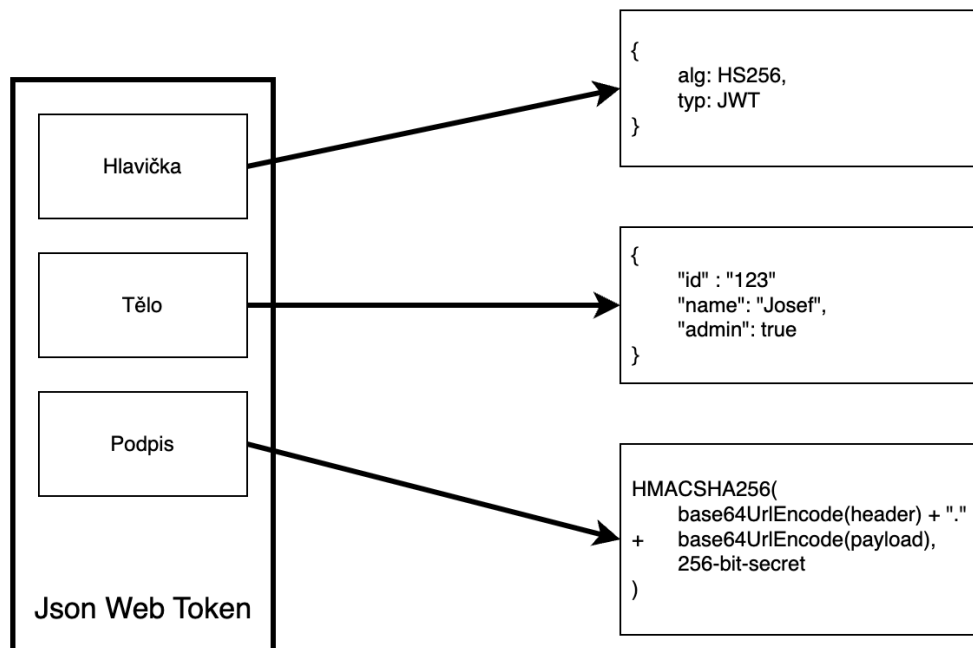 Hlavička
Tělo
Podpis
Json Web Token
{
alg: HS256,
typ: JWT
}
{
"id" : "123"
"name": "Josef",
"admin": true
}
HMACSHA256(
base64UrlEncode(header) + "."
+ base64UrlEncode(payload),
256-bit-secret
)